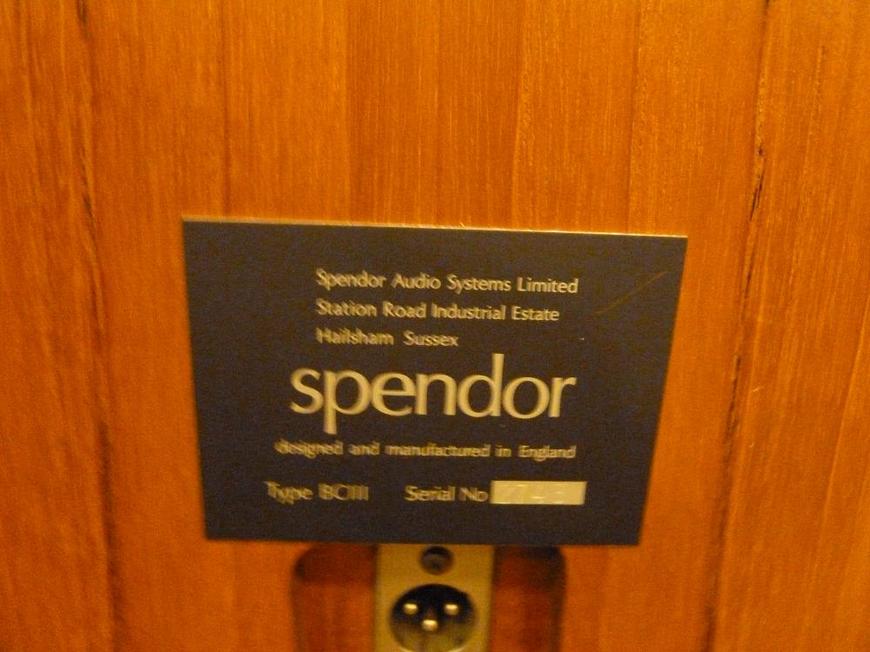 Spendor Audio Systems Limited
Station Road Industrial Estate
Hailsham Sussex
spendor
designed and manufactured in England
Type BCIII Serial No